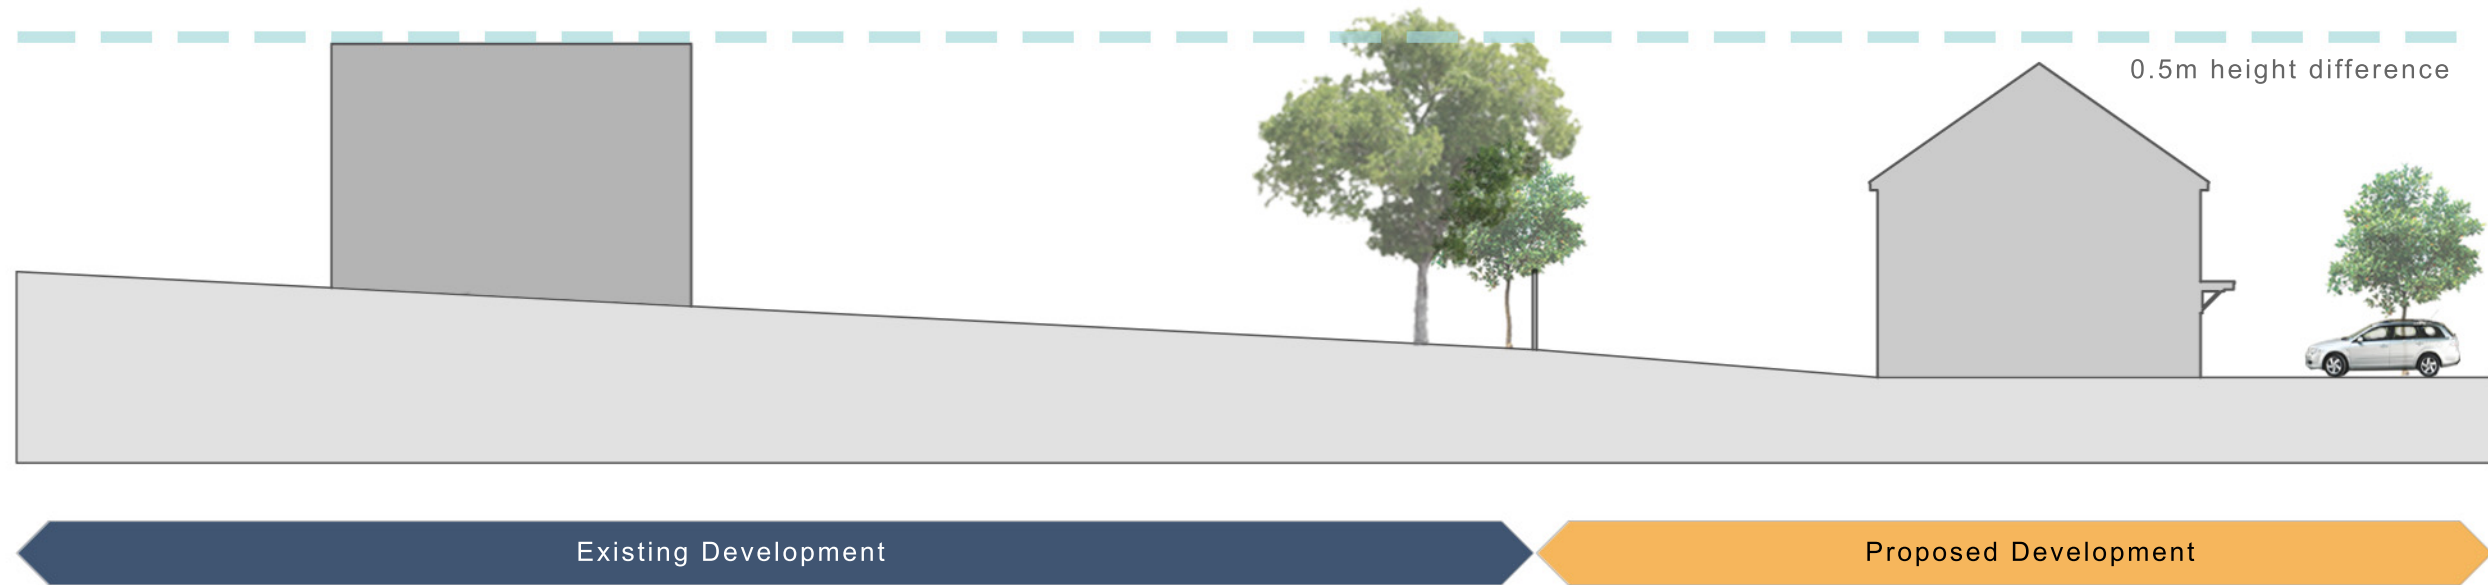 0.5m height difference
Existing Development
Proposed Development